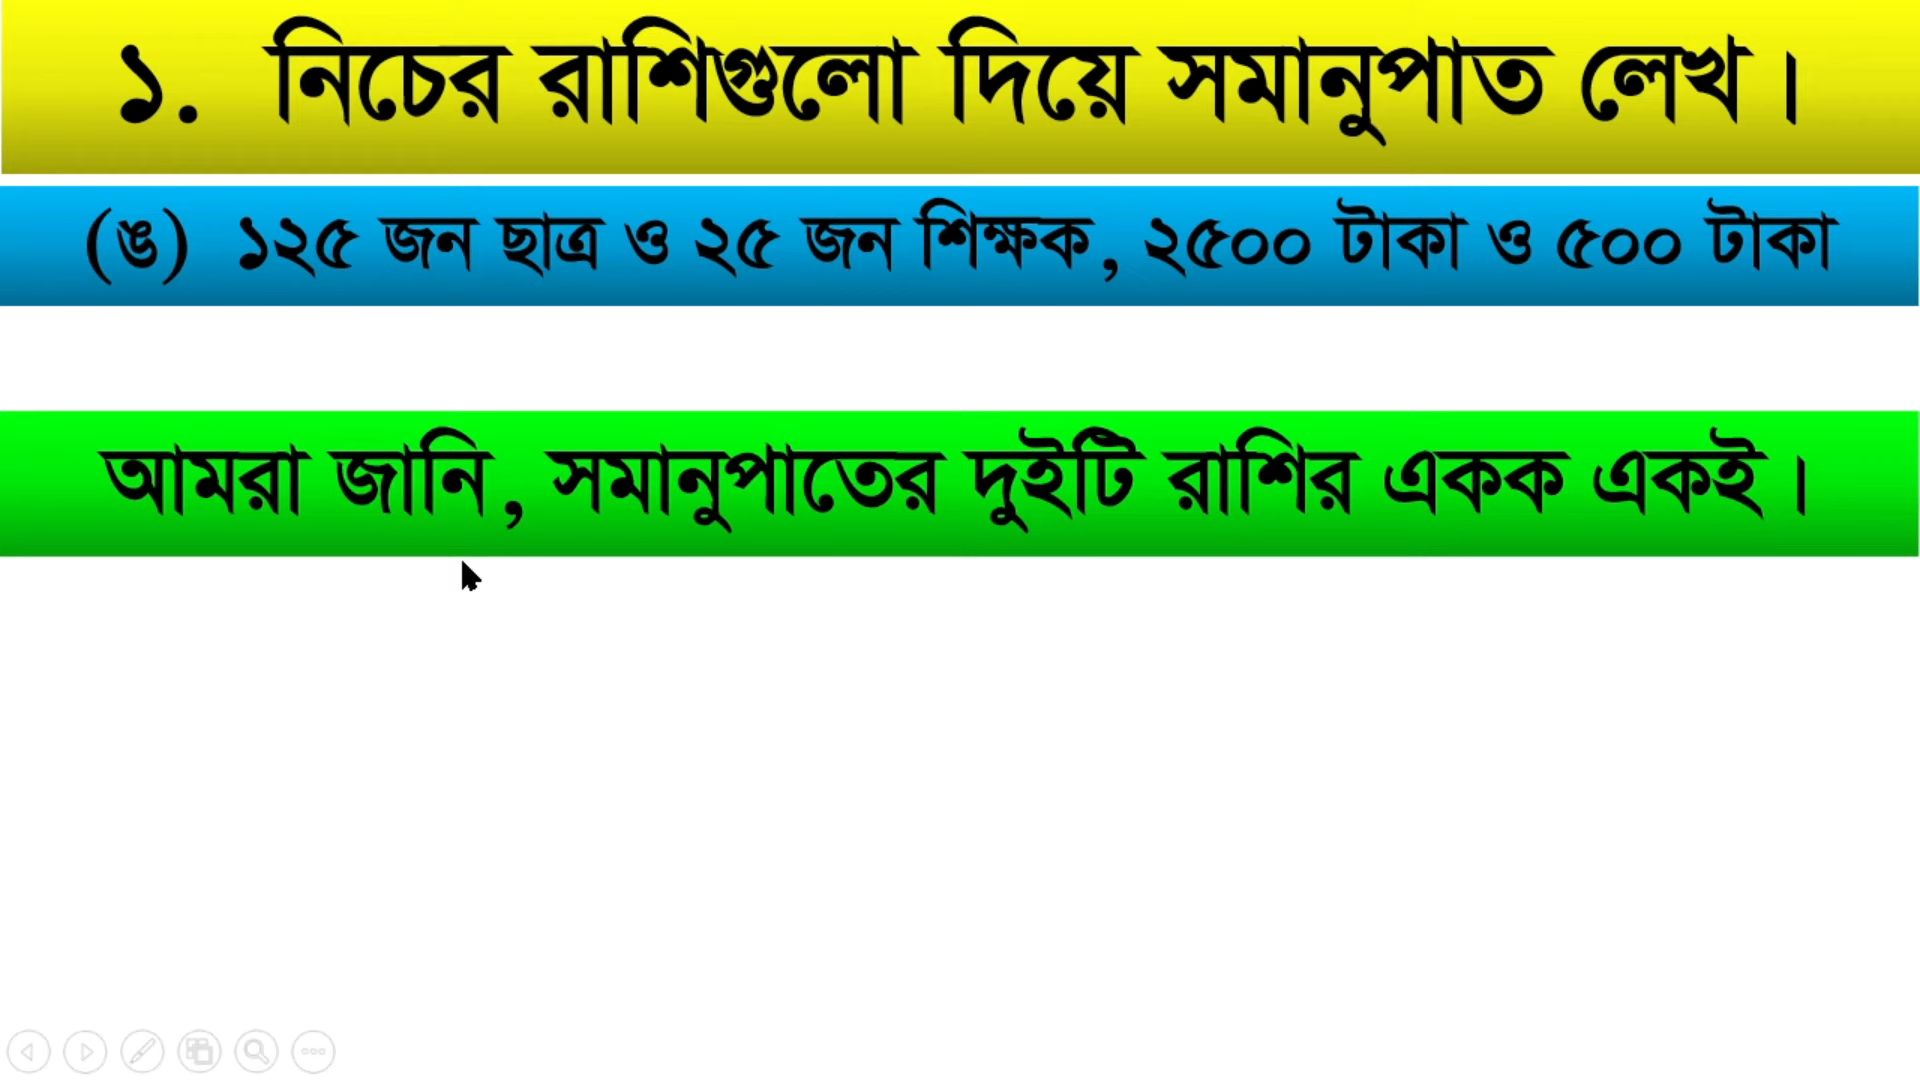 ১. নিচের রাশিগুলো দিয়ে সমানুপাত লেখ।
(ঙ) ১২৫ জন ছাত্র ও ২৫ জন শিক্ষক, ২৫০০ টাকা ও ৫০০ টাকা
আমরা জানি, সমানুপাতের দুইটি রাশির একক একই।